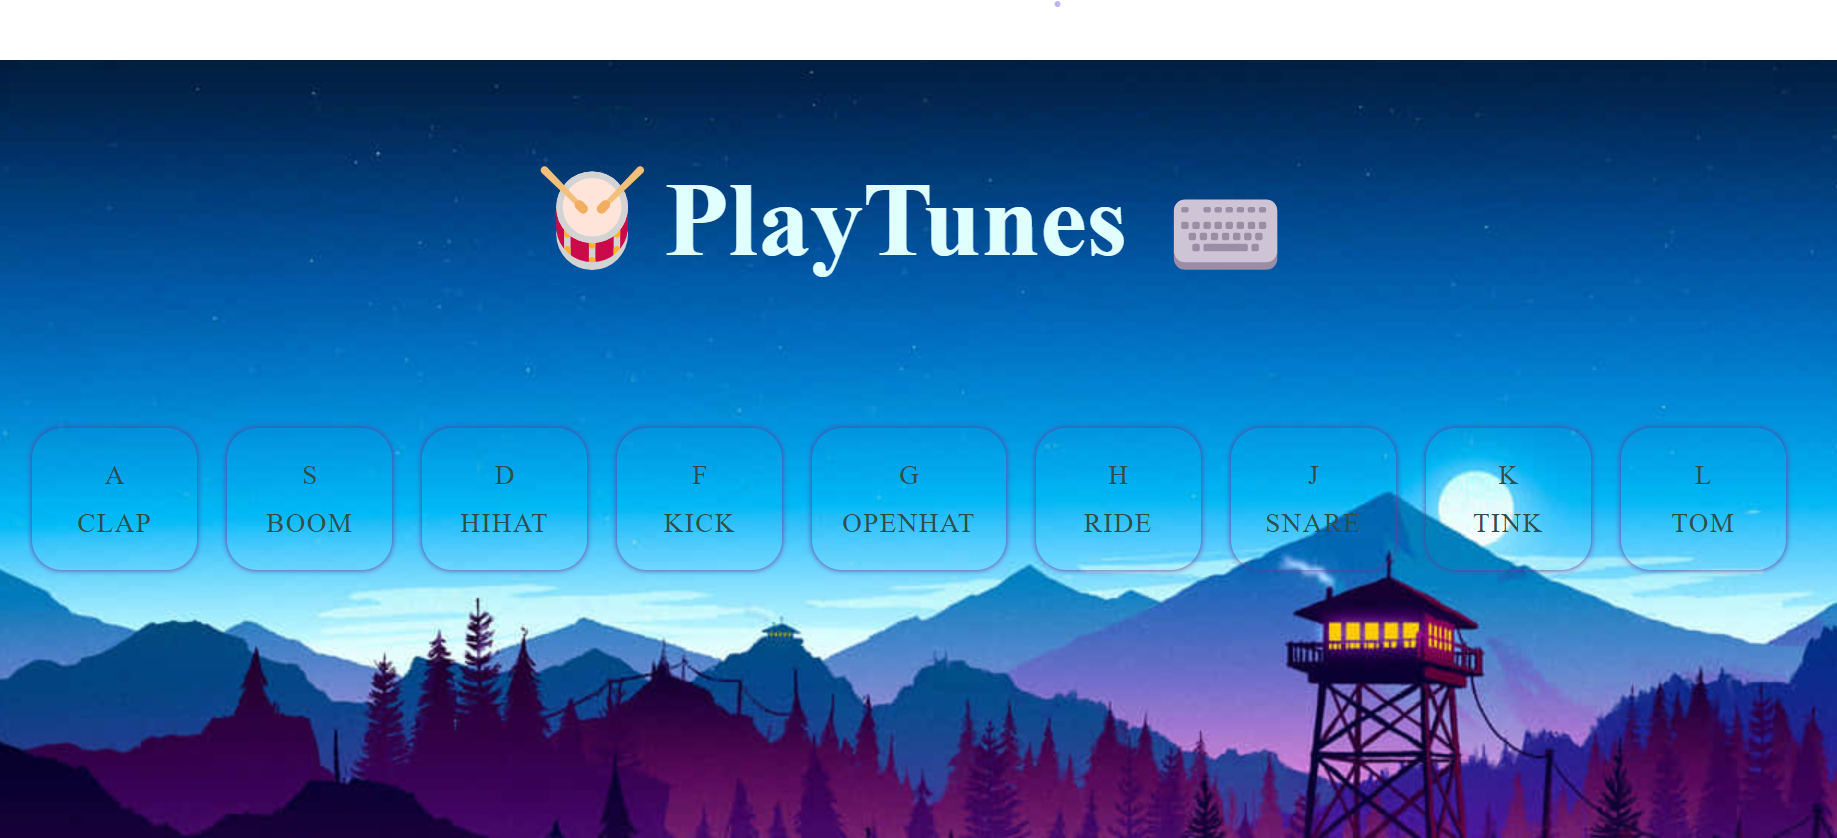 PlayTunes
A S D F G H J K L
CLAP BOOM HIHAT KICK OPENHAT RIDE SNARE TINK TOM